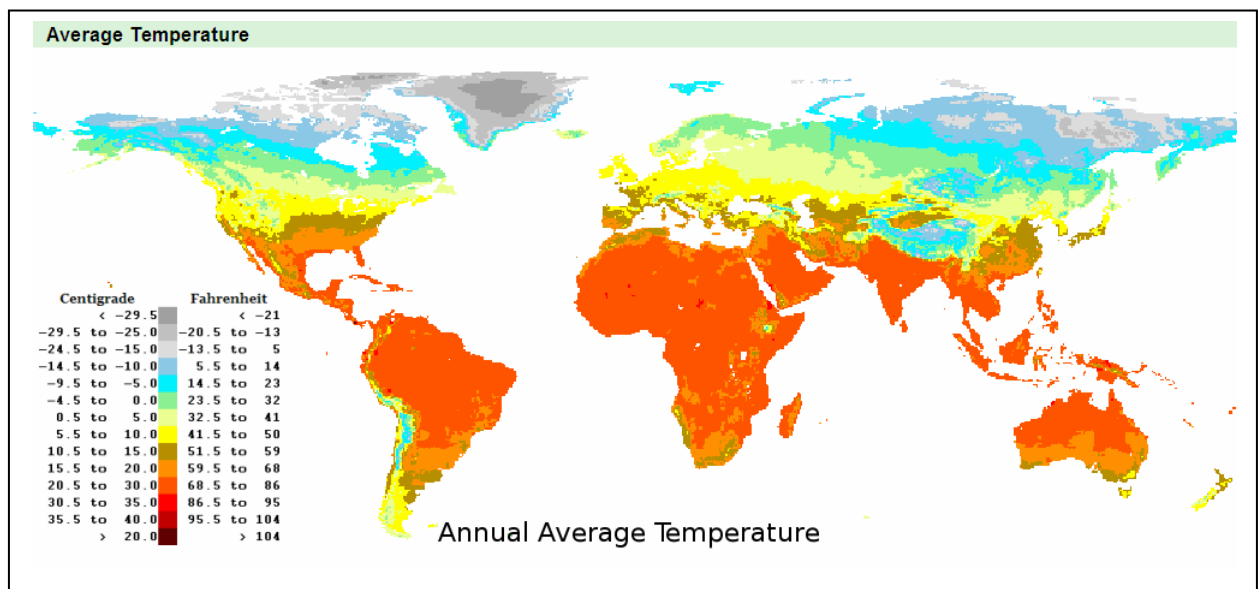 Average Temperature
Centigrade Fahrenheit
< −29.5 < −21
−29.5 to −25.0 −20.5 to −13
−24.5 to −15.0 −13.5 to 5
−14.5 to −10.0 5.5 to 14
−9.5 to −5.0 14.5 to 23
−4.5 to 0.0 23.5 to 32
0.5 to 5.0 32.5 to 41
5.5 to 10.0 41.5 to 50
10.5 to 15.0 51.5 to 59
15.5 to 20.0 59.5 to 68
20.5 to 30.0 68.5 to 86
30.5 to 35.0 86.5 to 95
35.5 to 40.0 95.5 to 104
> 20.0 > 104
Annual Average Temperature